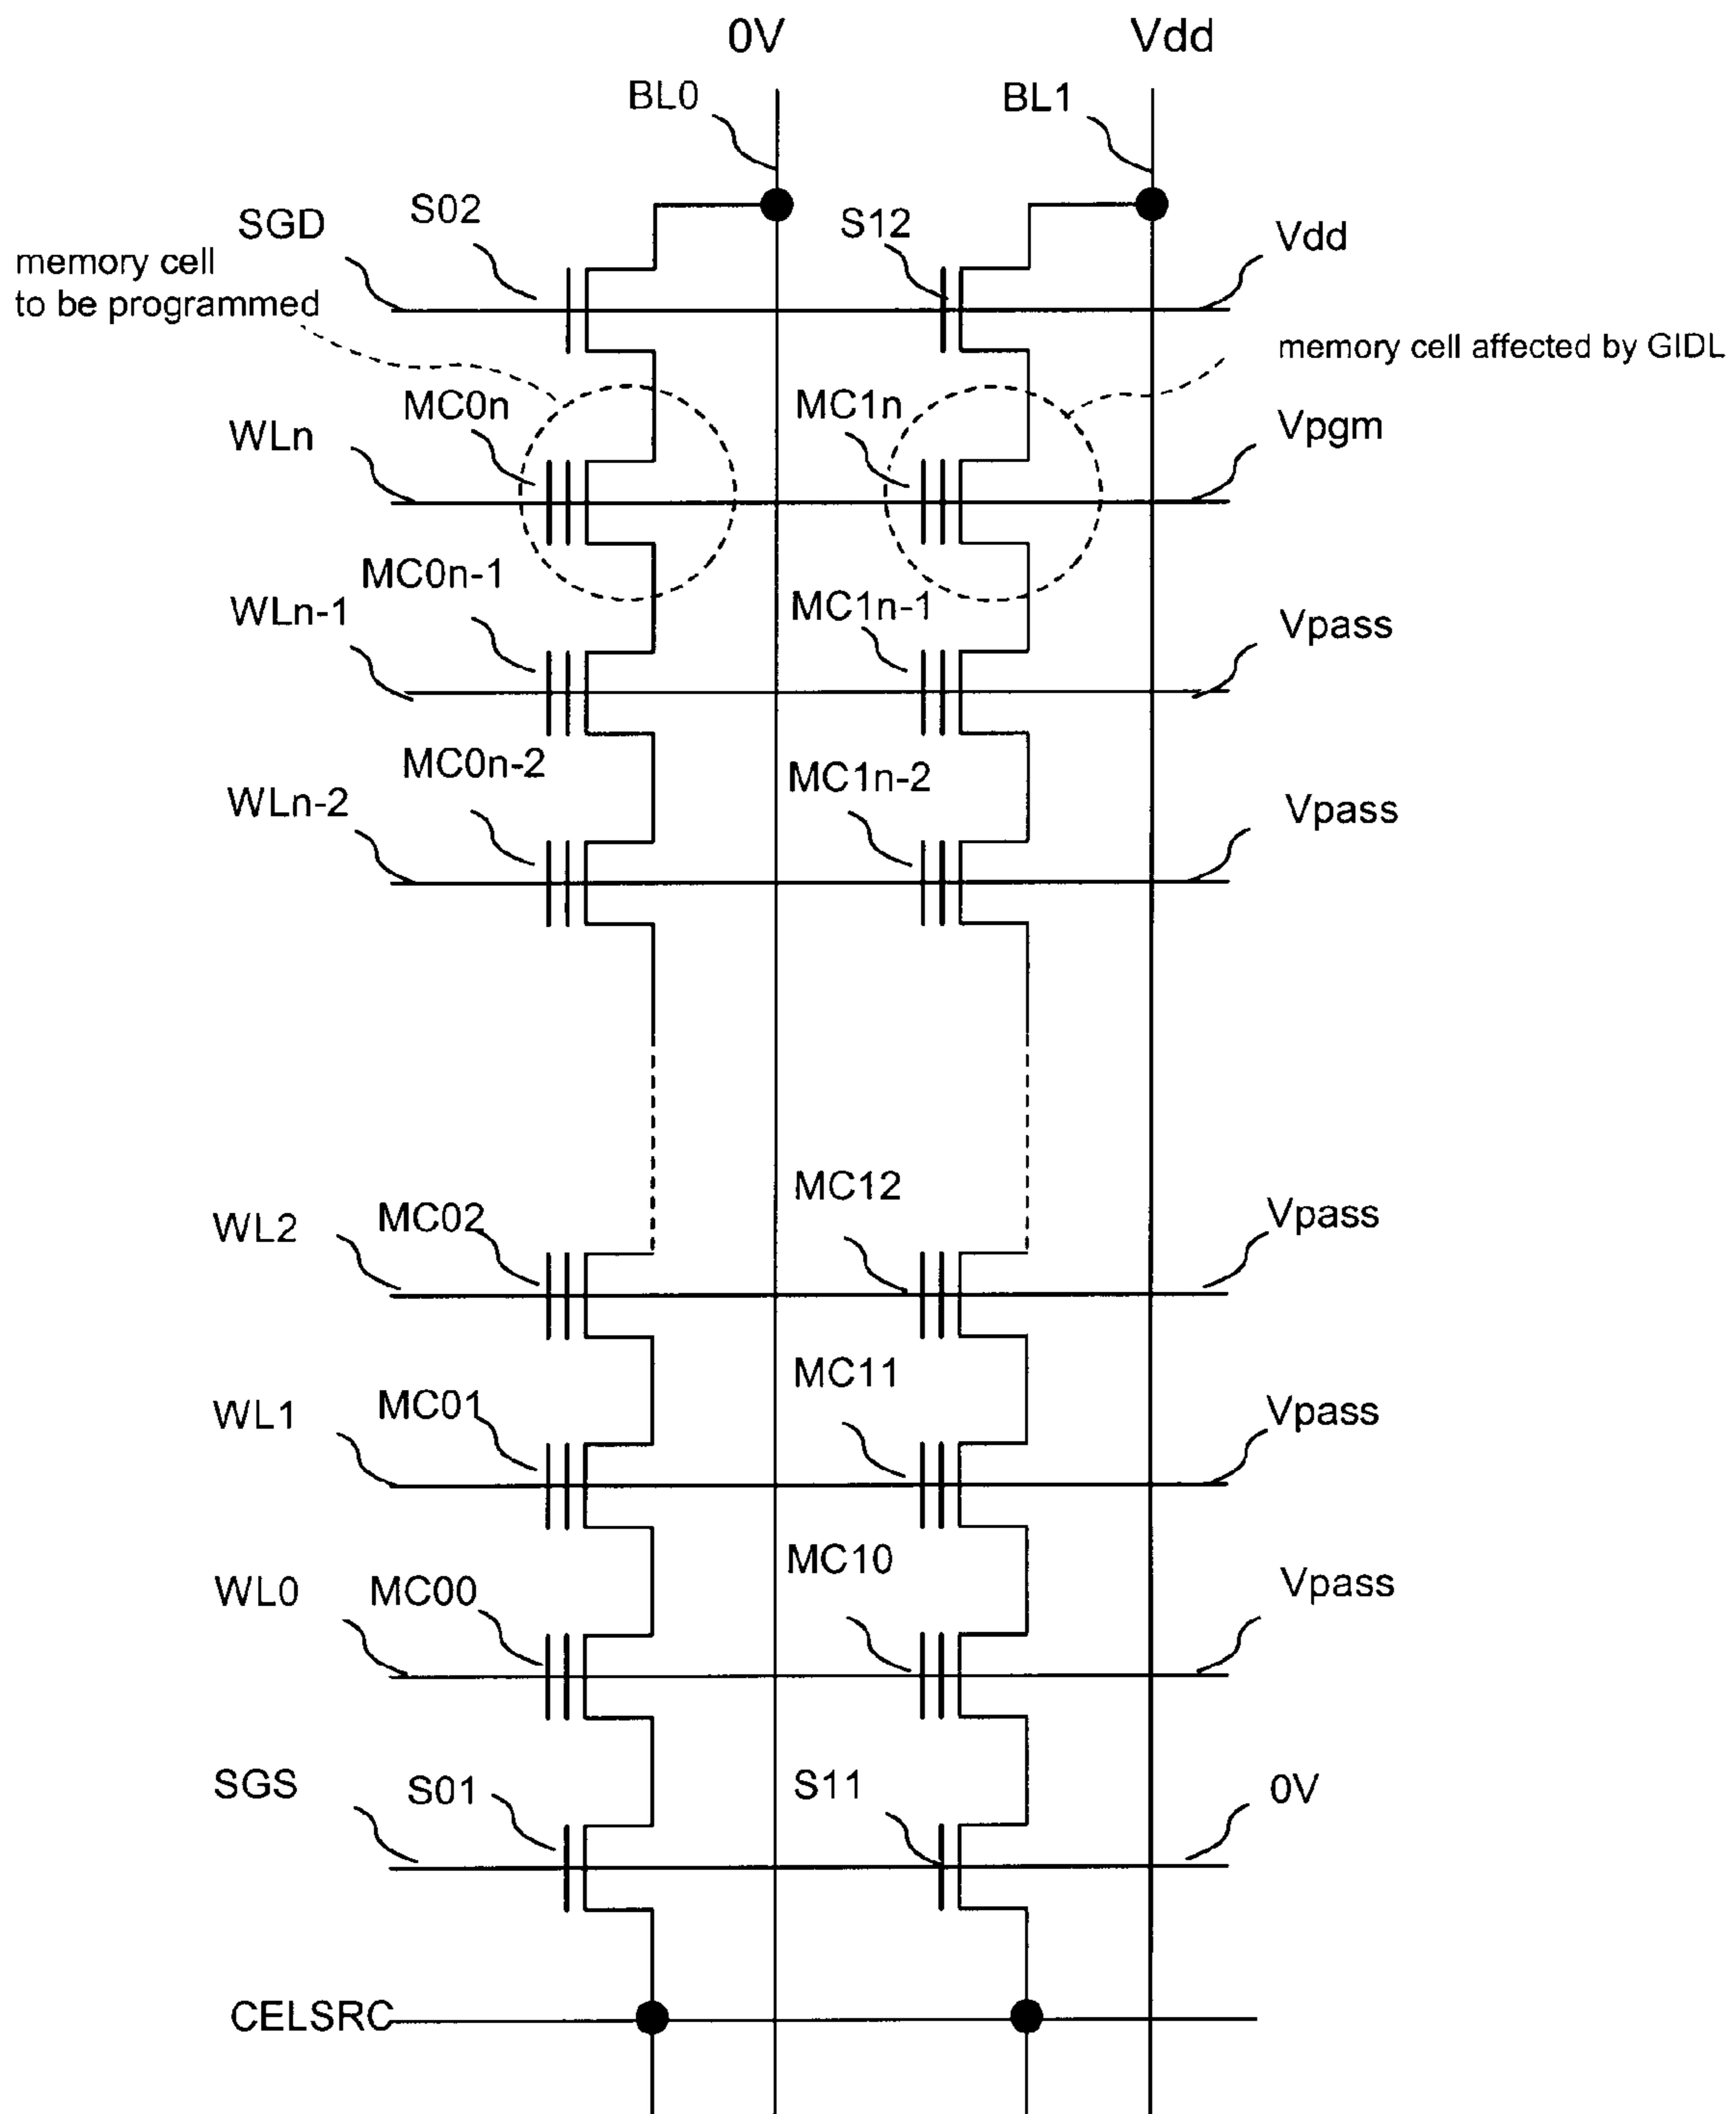 0V
Vdd
BL0
BL1
SGD
S02
S12
Vdd
memory cell
to be programmed
memory cell affected by GIDL
MC0n
MC1n
WLn
Vpgm
MC0n-1
MC1n-1
WLn-1
Vpass
MC0n-2
MC1n-2
WLn-2
Vpass
MC12
WL2
MC02
Vpass
MC11
WL1
MC01
Vpass
MC10
WL0
MC00
Vpass
SGS
S01
S11
0V
CELSRC